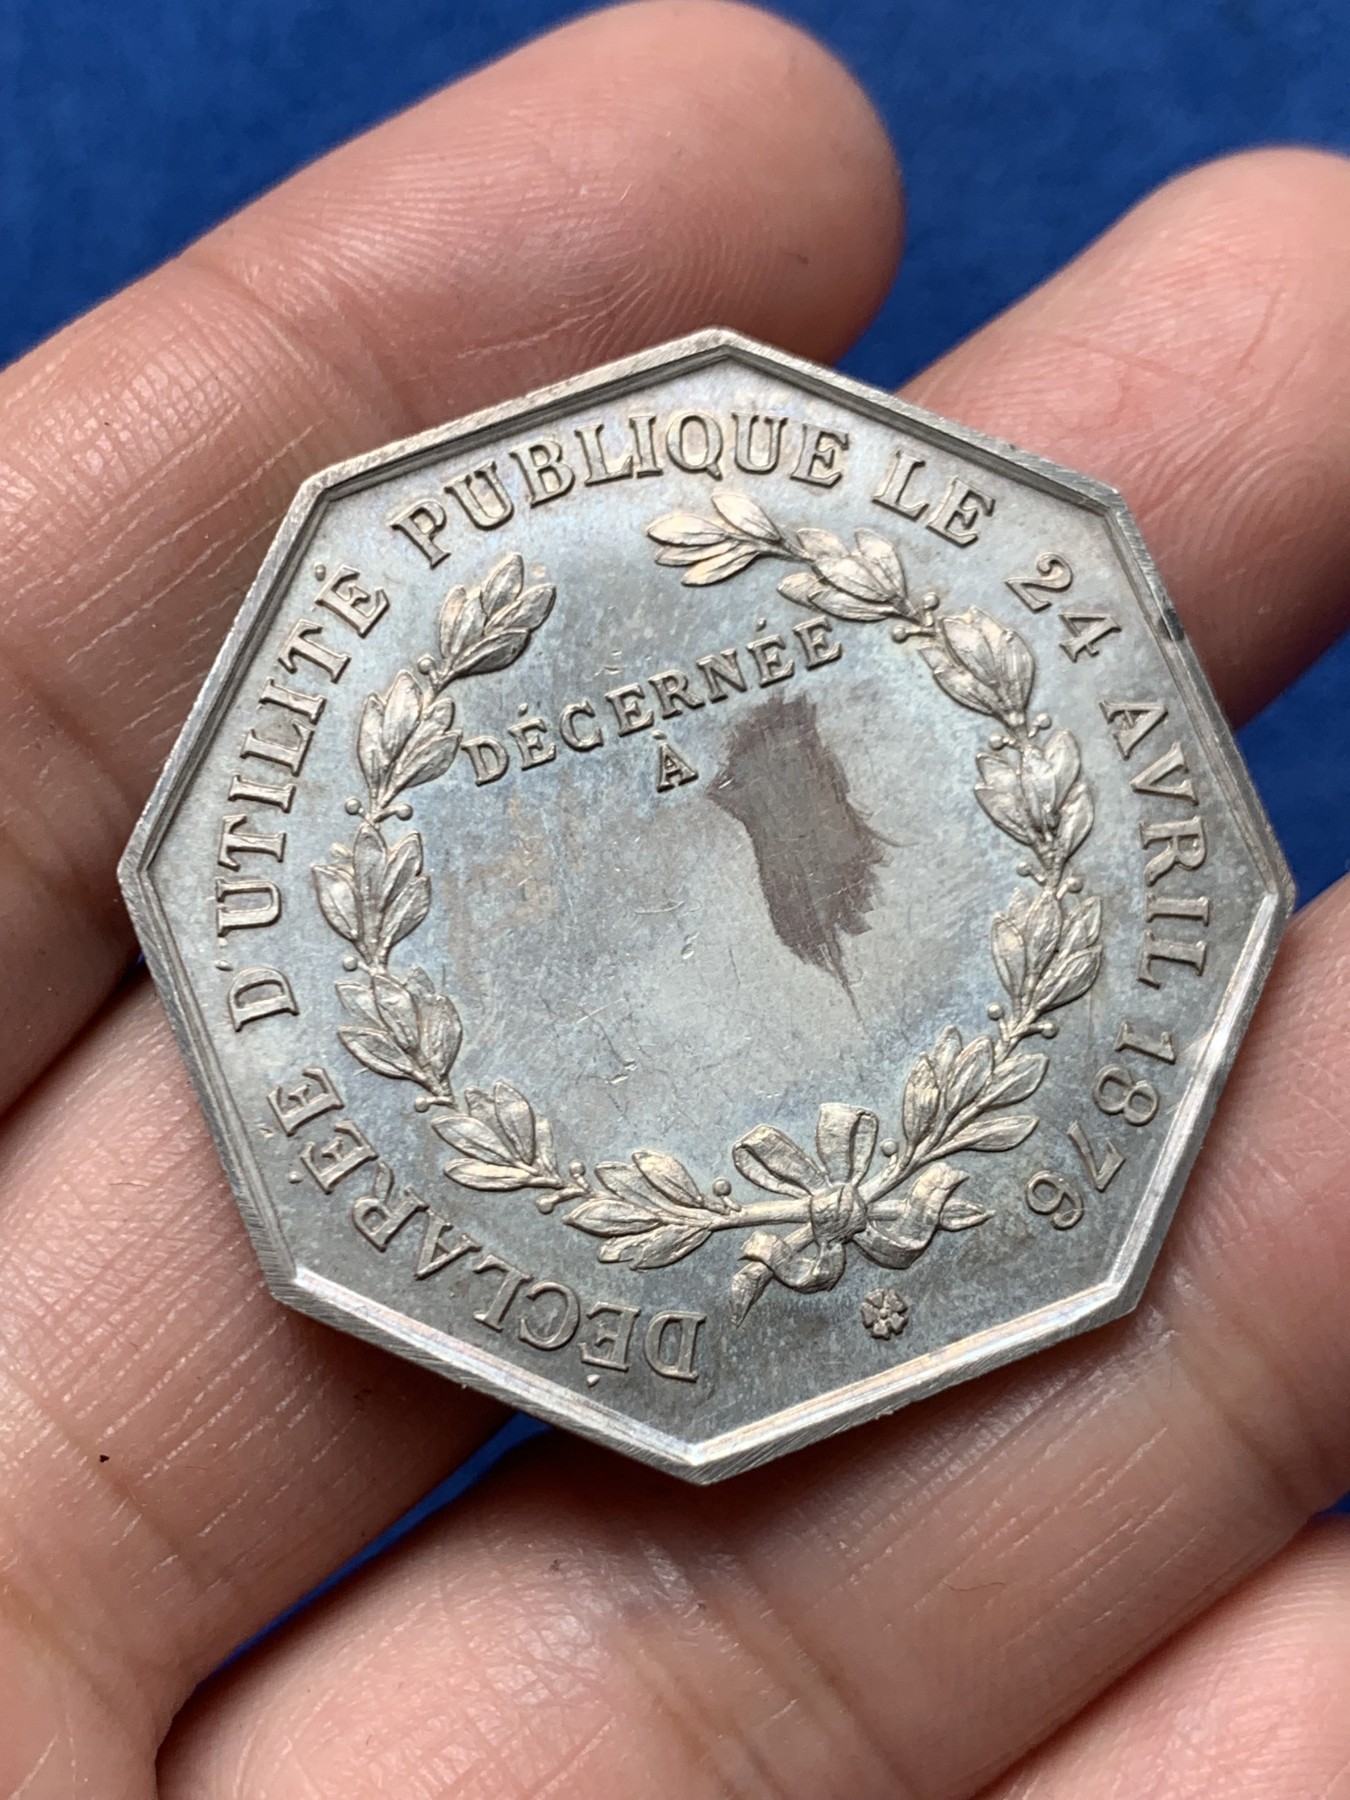 DÉCLARÉE D'UTILITÉ PUBLIQUE LE 24 AVRIL 1876
DÉCERNÉE
À